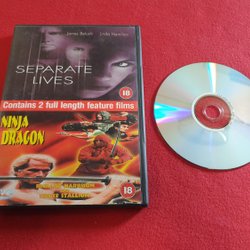 James Belushi Linda Hamilton
SEPARATE
LIVES
18
Contains 2 full length feature films
NINJA
DRAGON
18